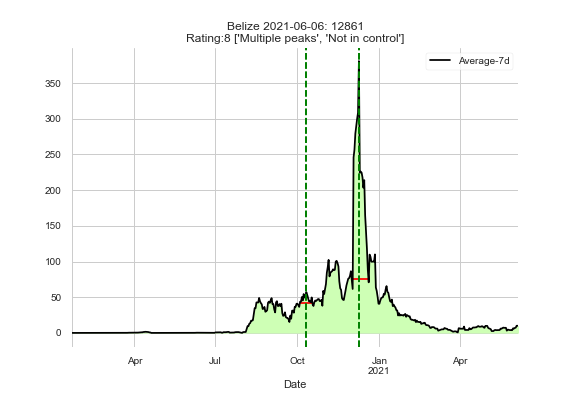 Belize 2021-06-06: 12861
Rating:8 ['Multiple peaks', 'Not in control']
Average-7d
350
300
250
200
150
100
50
0
Apr Jul Oct Jan Apr
2021
Date